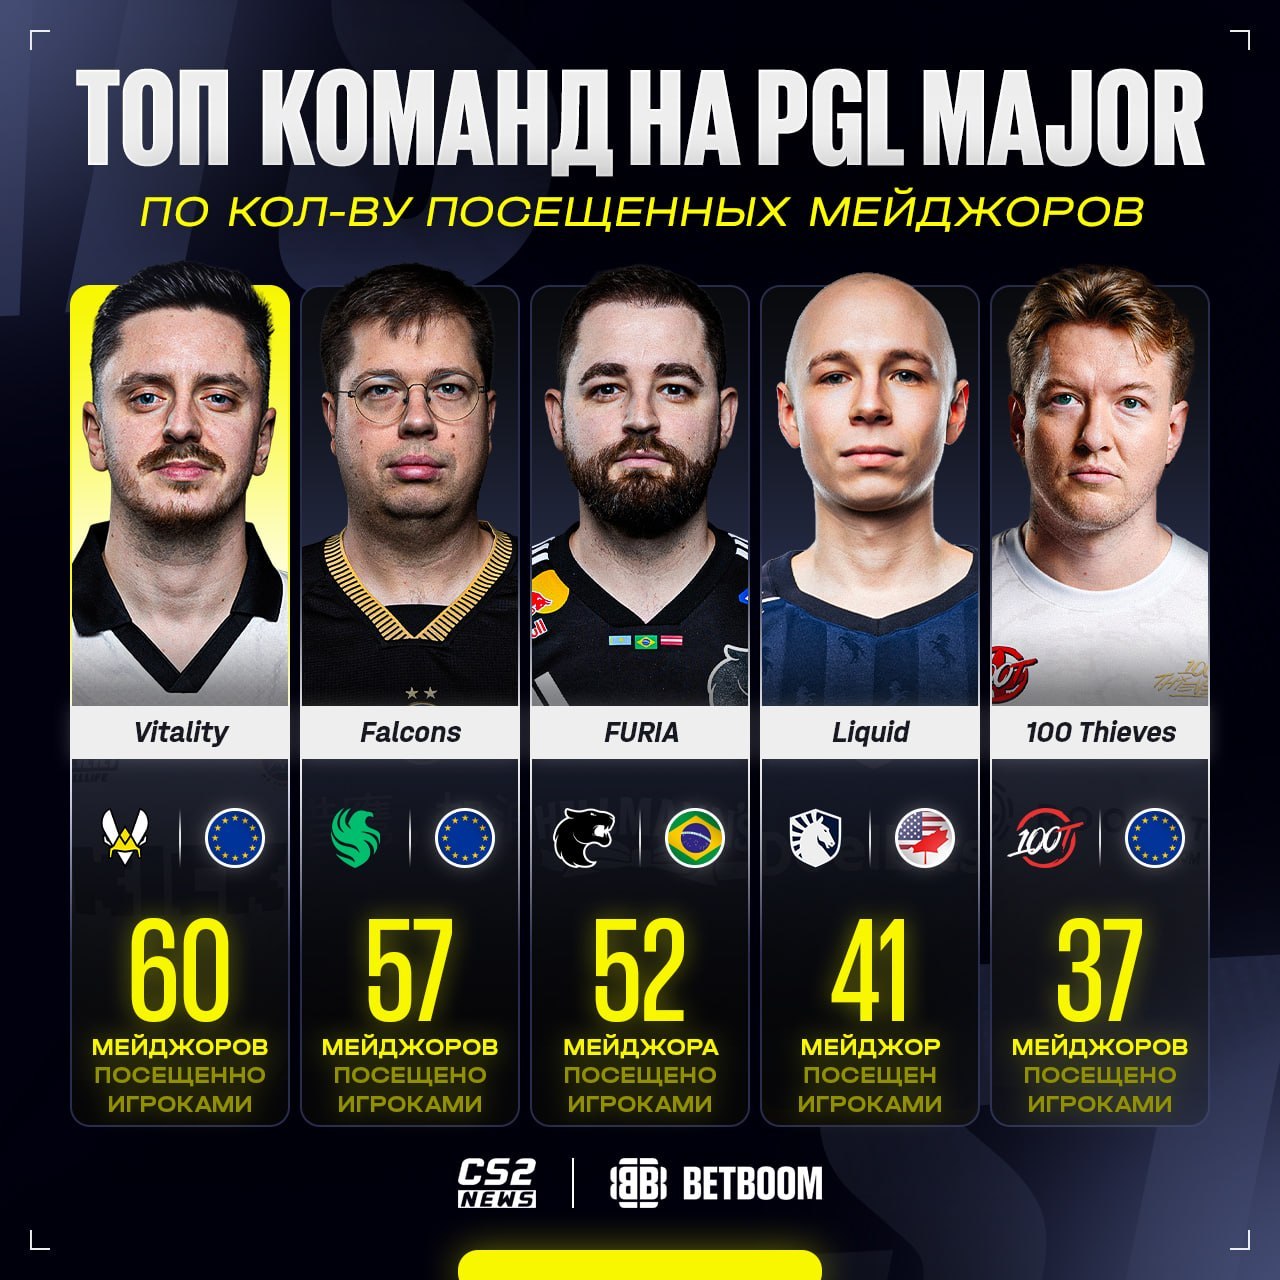 ТОП КОМАНД НА PGL MAJOR
ПО КОЛ-ВУ ПОСЕЩЕННЫХ МЕЙДЖОРОВ
Vitality
Falcons
FURIA
Liquid
100 Thieves
100T
60
МЕЙДЖОРОВ
ПОСЕЩЕННО
ИГРОКАМИ
57
МЕЙДЖОРОВ
ПОСЕЩЕНО
ИГРОКАМИ
52
МЕЙДЖОРА
ПОСЕЩЕНО
ИГРОКАМИ
41
МЕЙДЖОР
ПОСЕЩЕН
ИГРОКАМИ
37
МЕЙДЖОРОВ
ПОСЕЩЕНО
ИГРОКАМИ
CS2
NEWS
BETBOOM